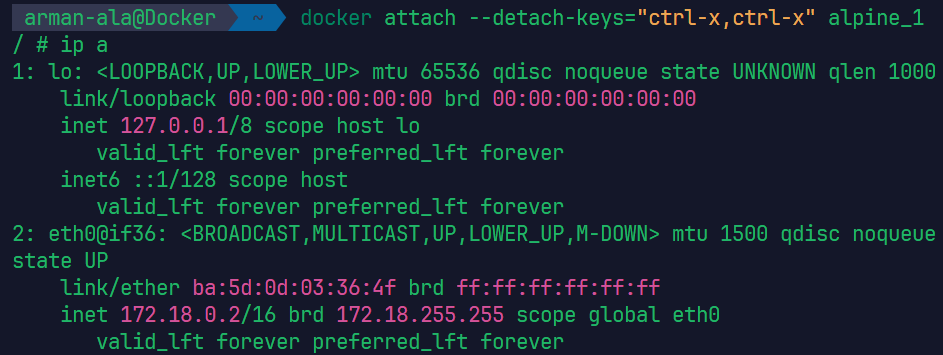 arman-ala@Docker ~ docker attach --detach-keys="ctrl-x,ctrl-x" alpine_1
/ # ip a
1: lo: <LOOPBACK,UP,LOWER_UP> mtu 65536 qdisc noqueue state UNKNOWN qlen 1000
    link/loopback 00:00:00:00:00:00 brd 00:00:00:00:00:00
    inet 127.0.0.1/8 scope host lo
       valid_lft forever preferred_lft forever
    inet6 ::1/128 scope host
       valid_lft forever preferred_lft forever
2: eth0@if36: <BROADCAST,MULTICAST,UP,LOWER_UP,M-DOWN> mtu 1500 qdisc noqueue
state UP
    link/ether ba:5d:0d:03:36:4f brd ff:ff:ff:ff:ff:ff
    inet 172.18.0.2/16 brd 172.18.255.255 scope global eth0
       valid_lft forever preferred_lft forever